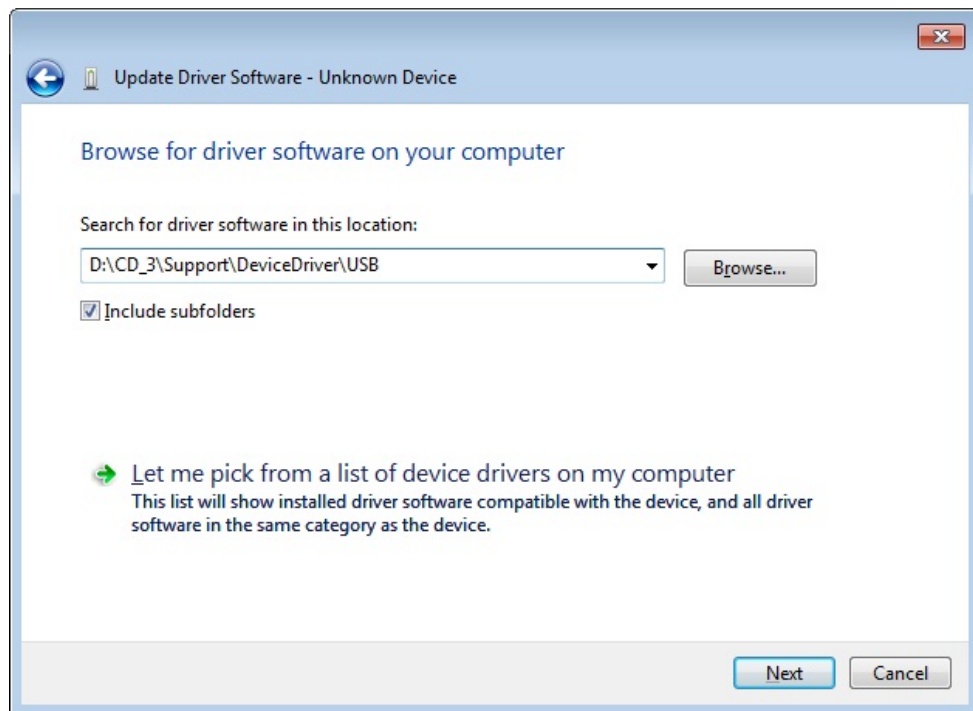 Update Driver Software - Unknown Device
Browse for driver software on your computer
Search for driver software in this location:
D:\CD_3\Support\DeviceDriver\USB
Browse...
Include subfolders
Let me pick from a list of device drivers on my computer
This list will show installed driver software compatible with the device, and all driver
software in the same category as the device.
Next
Cancel